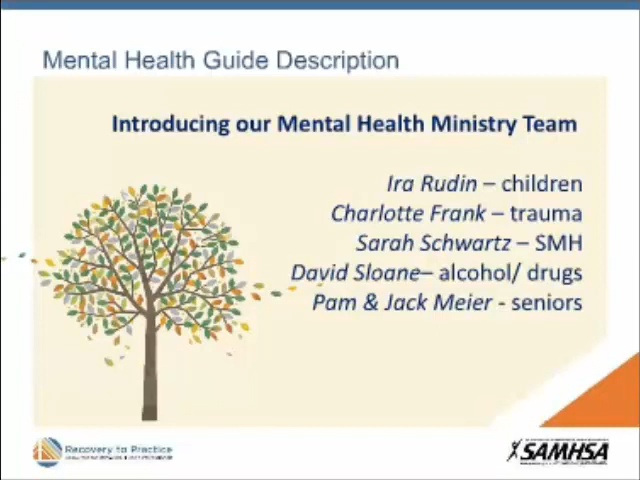 Mental Health Guide Description
Introducing our Mental Health Ministry Team
Ira Rudin – children
Charlotte Frank – trauma
Sarah Schwartz – SMH
David Sloane– alcohol/ drugs
Pam & Jack Meier - seniors
Recovery to Practice
SAMHSA